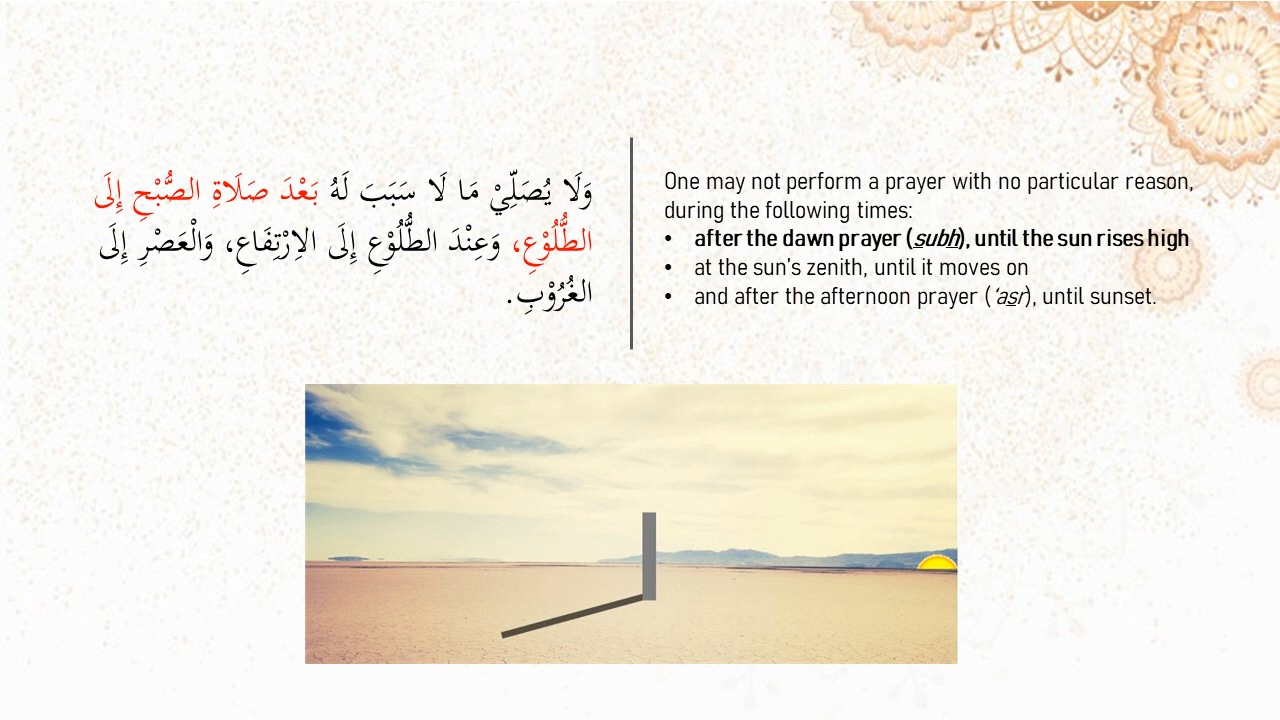 وَلَا يُصَلِّيْ مَا لَا سَبَبَ لَهُ بَعْدَ صَلَاةِ الصُّبْحِ إِلَى
الطُّلُوْعِ، وَعِنْدَ الطُّلُوْعِ إِلَى الاِرْتِفَاعِ، وَالْعَصْرِ إِلَى
الغُرُوْبِ.
One may not perform a prayer with no particular reason,
during the following times:
• after the dawn prayer (subh), until the sun rises high
• at the sun’s zenith, until it moves on
• and after the afternoon prayer (‘asr), until sunset.